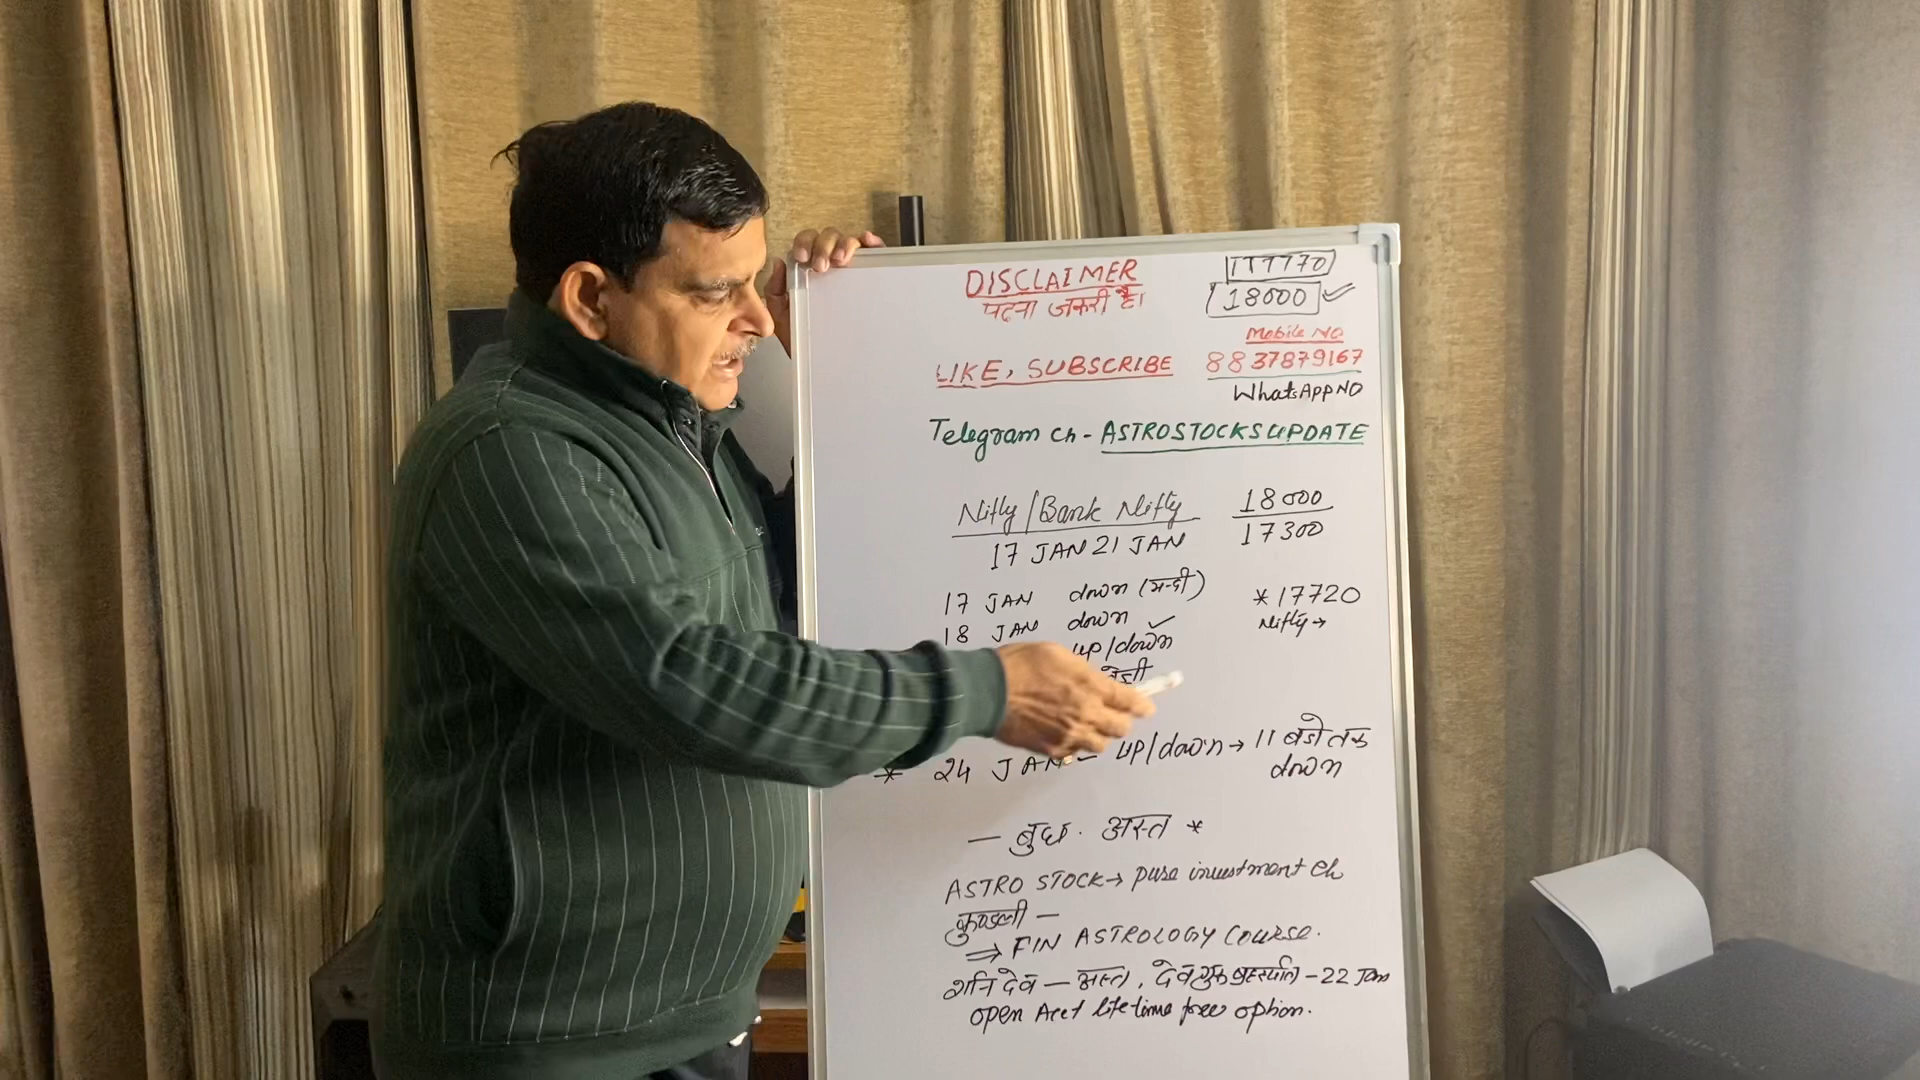 DISCLAIMER
पढ़ना जरूरी है।
18000 ✓
Mobile NO
8837879167
WhatsApp NO
LIKE, SUBSCRIBE
Telegram ch - ASTROSTOCKSUPDATE
Nifty/Bank Nifty 18000
17 JAN 21 JAN 17300
17 JAN down (मन्दी) *17720
18 JAN down Nifty →
up/down ✓
* 24 JAN - up/down → 11 बजे तक
down
— बुध. अस्त *
ASTRO STOCK → pure investment ch
कुण्डली —
⇒ FIN ASTROLOGY COURSE.
शनि देव — अस्त, देव गुरु बृहस्पति - 22 Jan
open Acct life time free option.